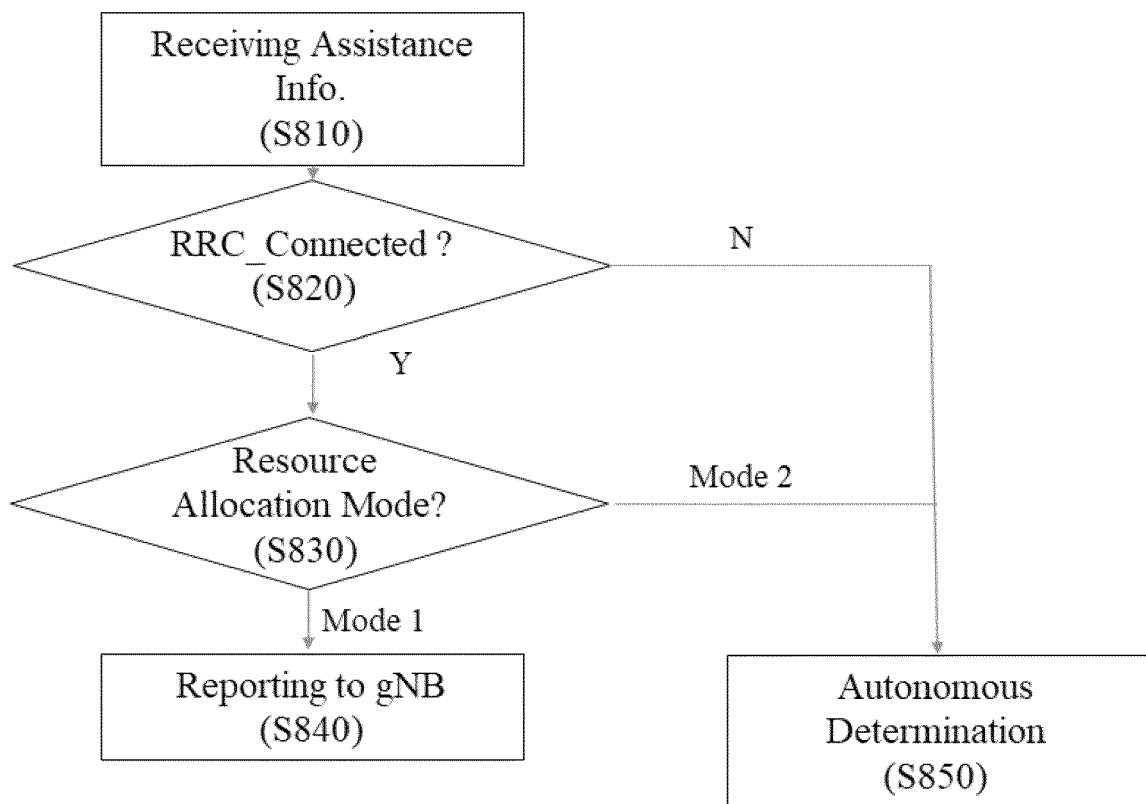 Receiving Assistance
Info.
(S810)
RRC_Connected ?
(S820)
N
Y
Resource
Allocation Mode?
(S830)
Mode 2
Mode 1
Reporting to gNB
(S840)
Autonomous
Determination
(S850)